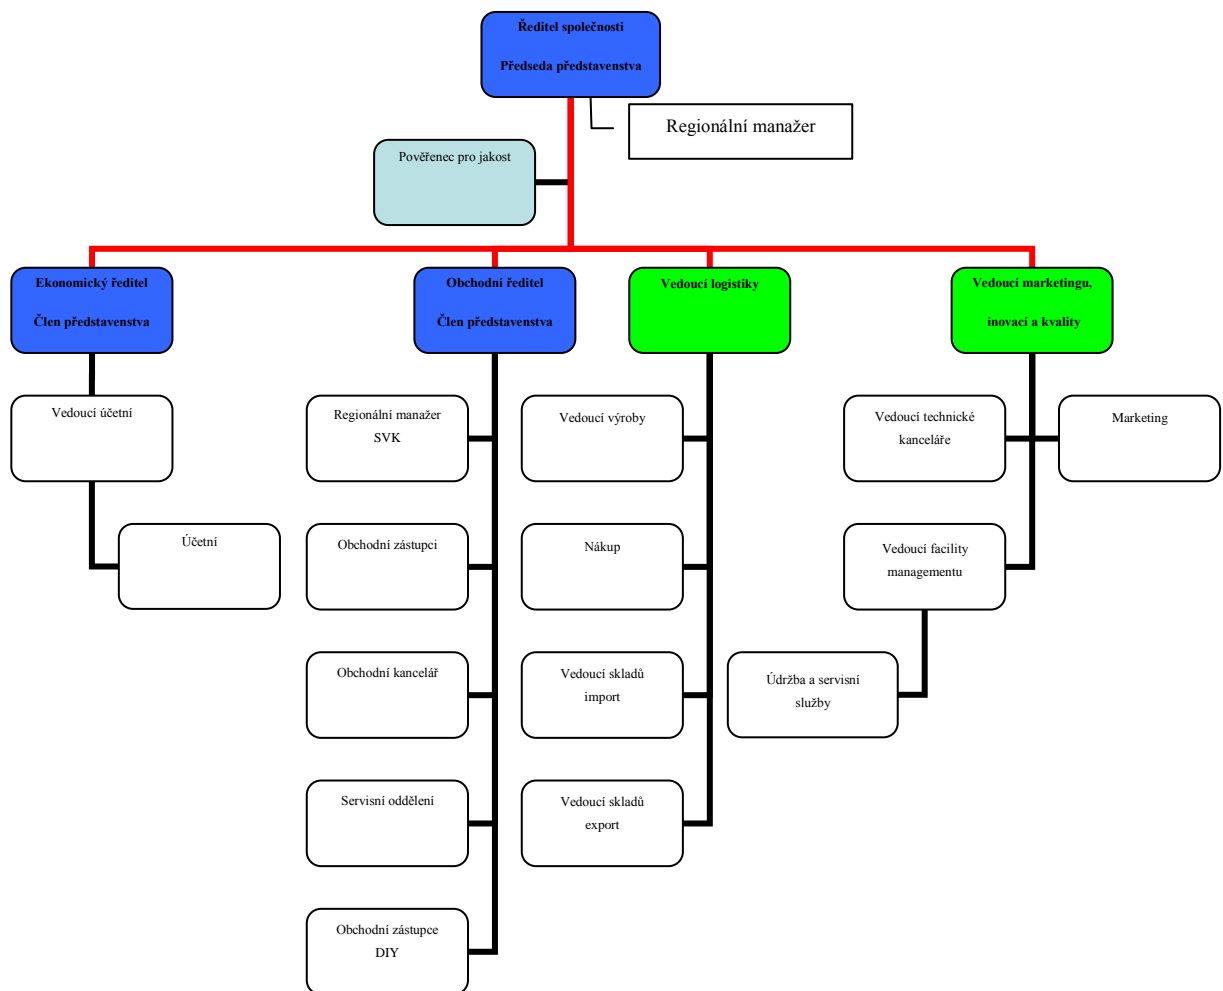 Ředitel společnosti
Předseda představenstva
Regionální manažer
Pověřenec pro jakost
Ekonomický ředitel
Člen představenstva
Obchodní ředitel
Člen představenstva
Vedoucí logistiky
Vedoucí marketingu,
inovací a kvality
Vedoucí účetní
Regionální manažer
SVK
Vedoucí výroby
Vedoucí technické
kanceláře
Marketing
Účetní
Obchodní zástupci
Nákup
Vedoucí facility
managementu
Obchodní kancelář
Vedoucí skladů
import
Údržba a servisní
služby
Servisní oddělení
Vedoucí skladů
export
Obchodní zástupce
DIY